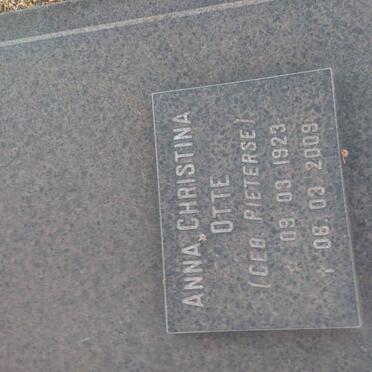 ANNA CHRISTINA
OTTE
(GEB. PIETERSE)
* 09. 03. 1923
† 06. 03. 2009